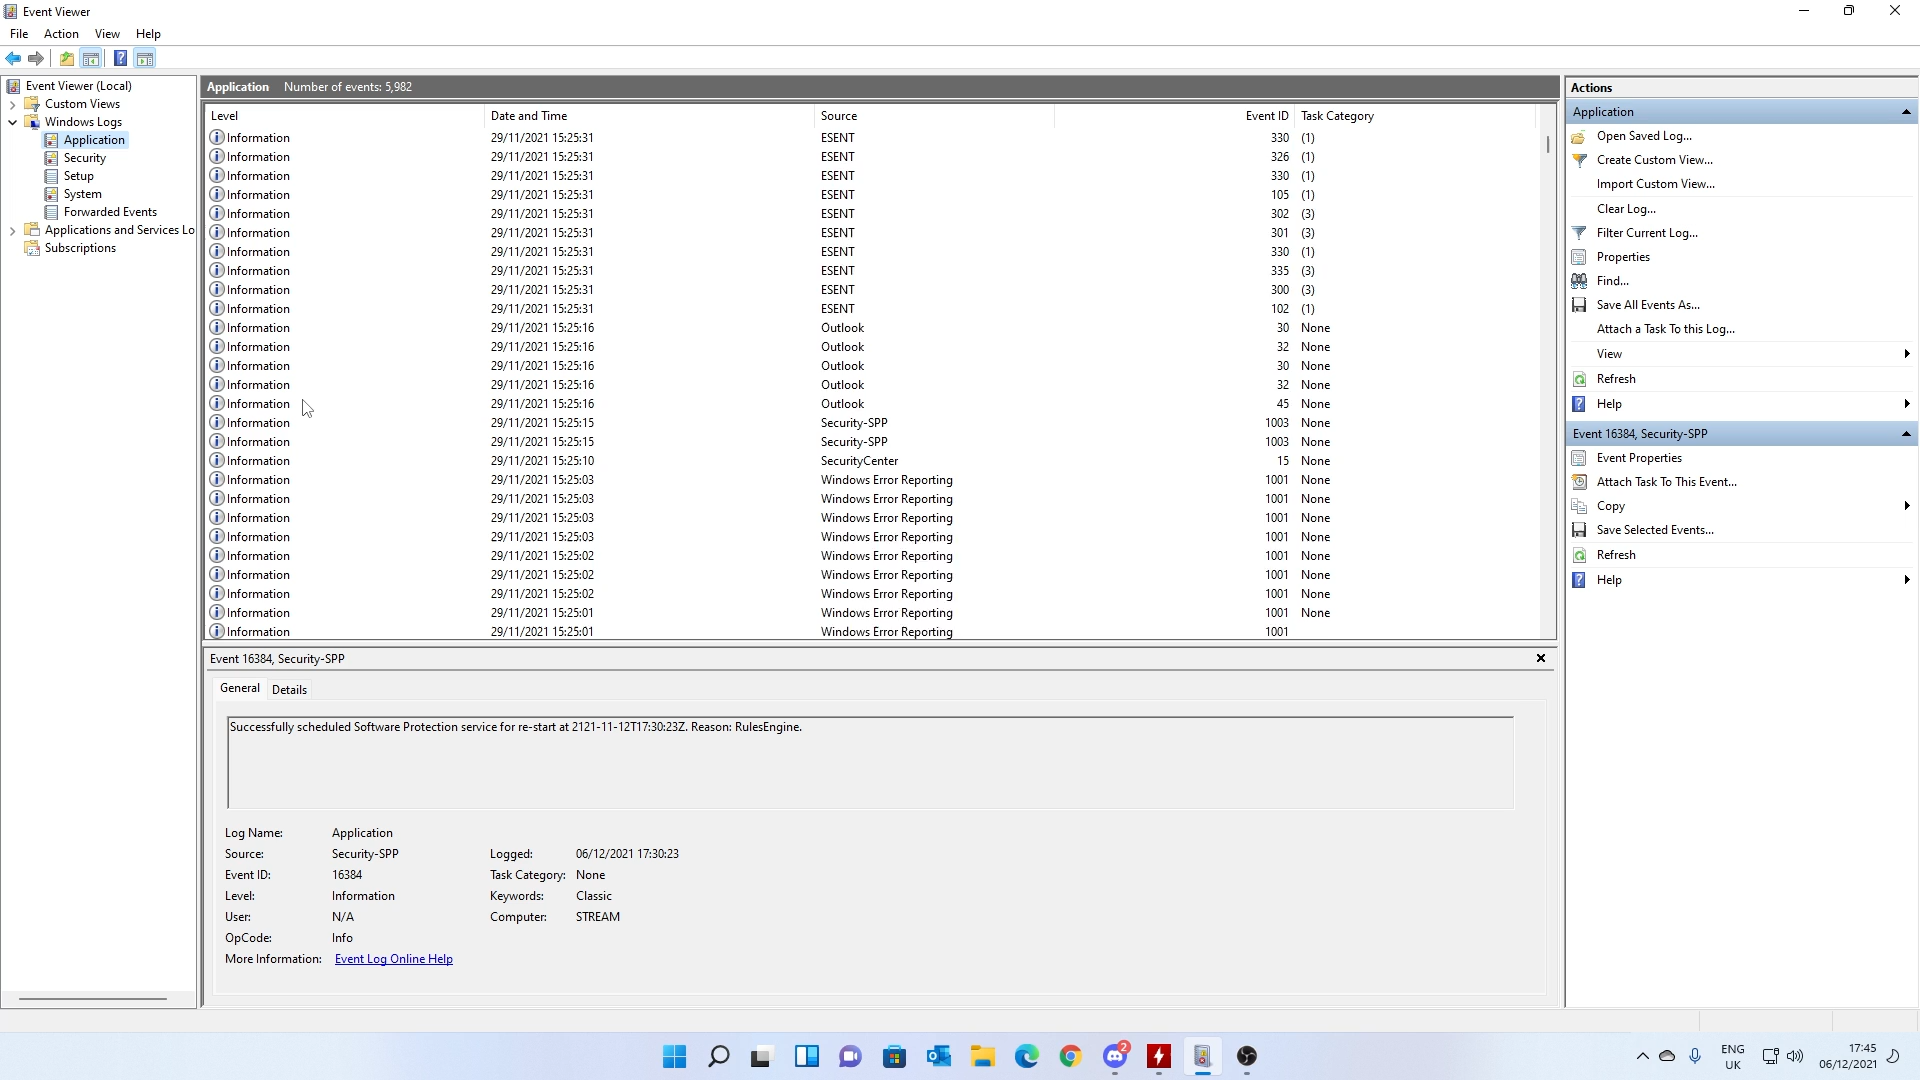 Event Viewer
File Action View Help
Event Viewer (Local)
Custom Views
Windows Logs
Application
Security
Setup
System
Forwarded Events
Applications and Services Lo
Subscriptions
Application Number of events: 5,982
Level Date and Time Source Event ID Task Category
Information 29/11/2021 15:25:31 ESENT 330 (1)
Information 29/11/2021 15:25:31 ESENT 326 (1)
Information 29/11/2021 15:25:31 ESENT 330 (1)
Information 29/11/2021 15:25:31 ESENT 105 (1)
Information 29/11/2021 15:25:31 ESENT 302 (3)
Information 29/11/2021 15:25:31 ESENT 301 (3)
Information 29/11/2021 15:25:31 ESENT 330 (1)
Information 29/11/2021 15:25:31 ESENT 335 (3)
Information 29/11/2021 15:25:31 ESENT 300 (3)
Information 29/11/2021 15:25:31 ESENT 102 (1)
Information 29/11/2021 15:25:16 Outlook 30 None
Information 29/11/2021 15:25:16 Outlook 32 None
Information 29/11/2021 15:25:16 Outlook 30 None
Information 29/11/2021 15:25:16 Outlook 32 None
Information 29/11/2021 15:25:16 Outlook 45 None
Information 29/11/2021 15:25:15 Security-SPP 1003 None
Information 29/11/2021 15:25:15 Security-SPP 1003 None
Information 29/11/2021 15:25:10 SecurityCenter 15 None
Information 29/11/2021 15:25:03 Windows Error Reporting 1001 None
Information 29/11/2021 15:25:03 Windows Error Reporting 1001 None
Information 29/11/2021 15:25:03 Windows Error Reporting 1001 None
Information 29/11/2021 15:25:03 Windows Error Reporting 1001 None
Information 29/11/2021 15:25:02 Windows Error Reporting 1001 None
Information 29/11/2021 15:25:02 Windows Error Reporting 1001 None
Information 29/11/2021 15:25:02 Windows Error Reporting 1001 None
Information 29/11/2021 15:25:01 Windows Error Reporting 1001 None
Information 29/11/2021 15:25:01 Windows Error Reporting 1001
Event 16384, Security-SPP
General Details
Successfully scheduled Software Protection service for re-start at 2121-11-12T17:30:23Z. Reason: RulesEngine.
Log Name: Application
Source: Security-SPP Logged: 06/12/2021 17:30:23
Event ID: 16384 Task Category: None
Level: Information Keywords: Classic
User: N/A Computer: STREAM
OpCode: Info
More Information: Event Log Online Help
Actions
Application
Open Saved Log...
Create Custom View...
Import Custom View...
Clear Log...
Filter Current Log...
Properties
Find...
Save All Events As...
Attach a Task To this Log...
View
Refresh
Help
Event 16384, Security-SPP
Event Properties
Attach Task To This Event...
Copy
Save Selected Events...
Refresh
Help
2
ENG
UK
17:45
06/12/2021